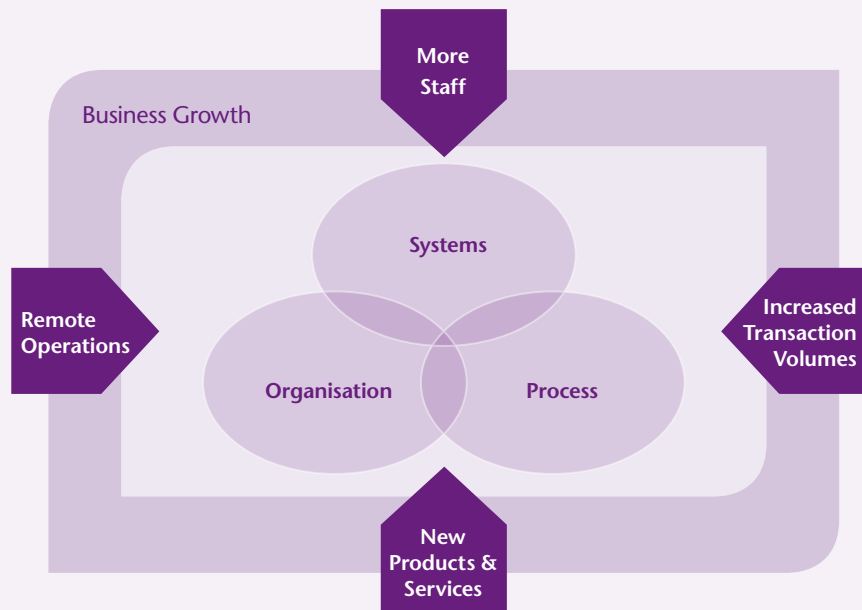 More
Staff
Business Growth
Systems
Remote
Operations
Increased
Transaction
Volumes
Organisation
Process
New
Products &
Services